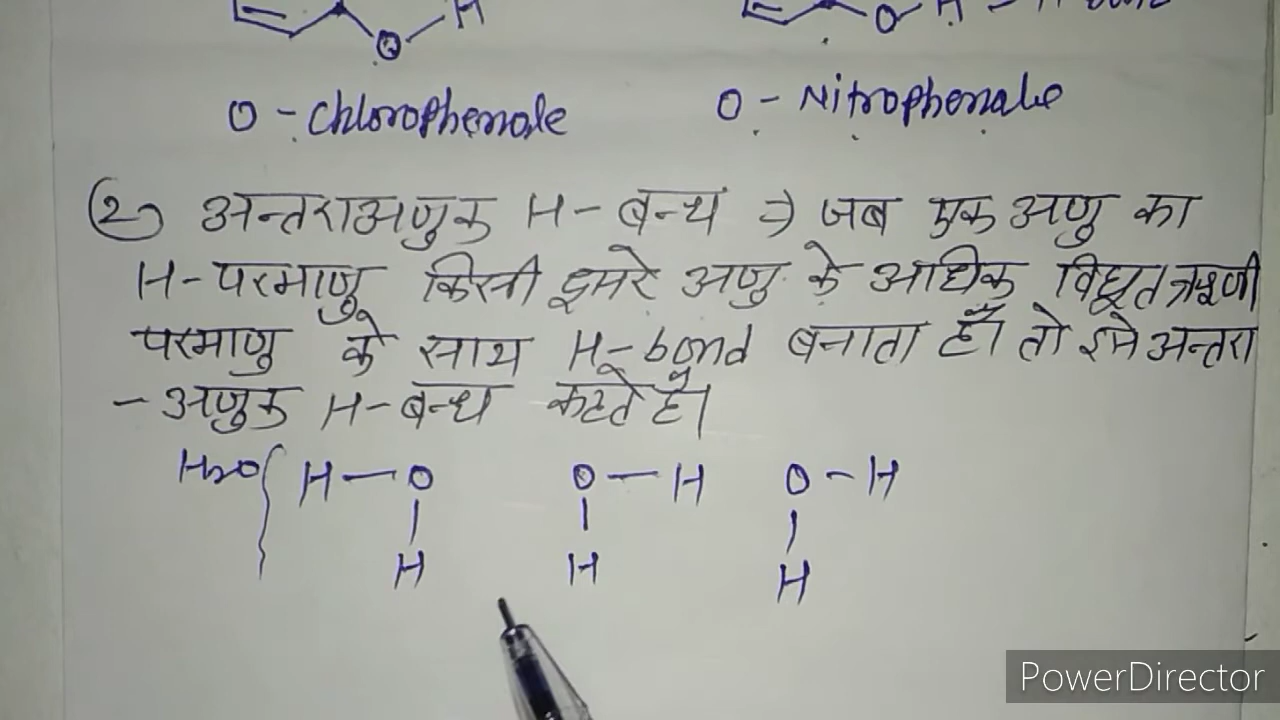 O H
O H - H-bond
O - Chlorophenole
O - Nitrophenole
(2) अन्तराअणुक H-बन्ध ⇒ जब एक अणु का
H-परमाणु किसी दूसरे अणु के अधिक विद्युतऋणी
परमाणु के साथ H-bond बनाता है। तो इसे अन्तरा
- अणुक H-बन्ध कहते है।
H2O H - O O - H O - H
H H H
PowerDirector